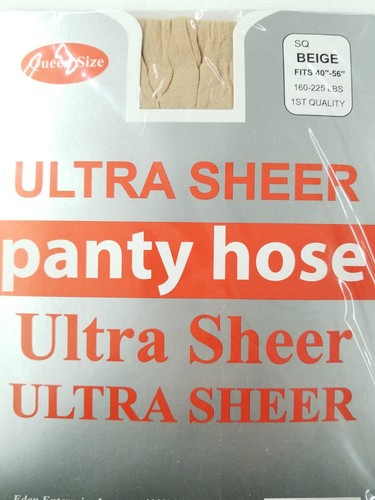 Queen Size
SQ
BEIGE
FITS 40"-56"
160-225 LBS
1ST QUALITY
ULTRA SHEER
panty hose
Ultra Sheer
ULTRA SHEER